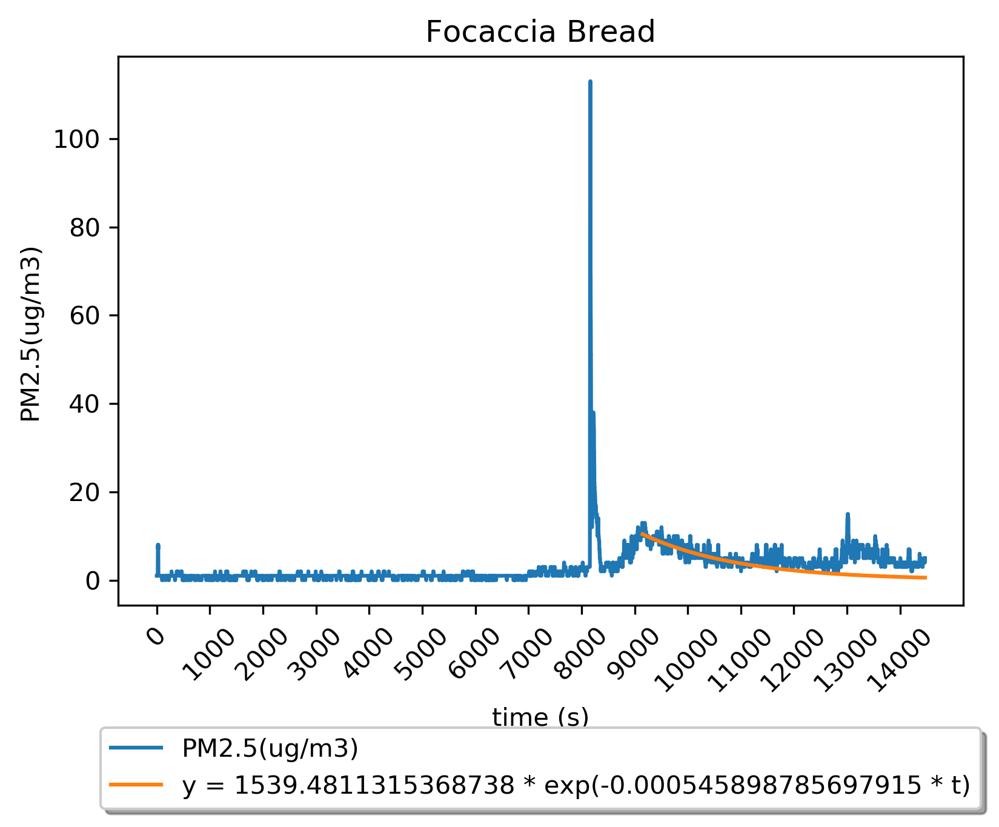 Focaccia Bread
PM2.5(ug/m3)
100
80
60
40
20
0
0 1000 2000 3000 4000 5000 6000 7000 8000 9000 10000 11000 12000 13000 14000
time (s)
PM2.5(ug/m3)
y = 1539.4811315368738 * exp(-0.000545898785697915 * t)